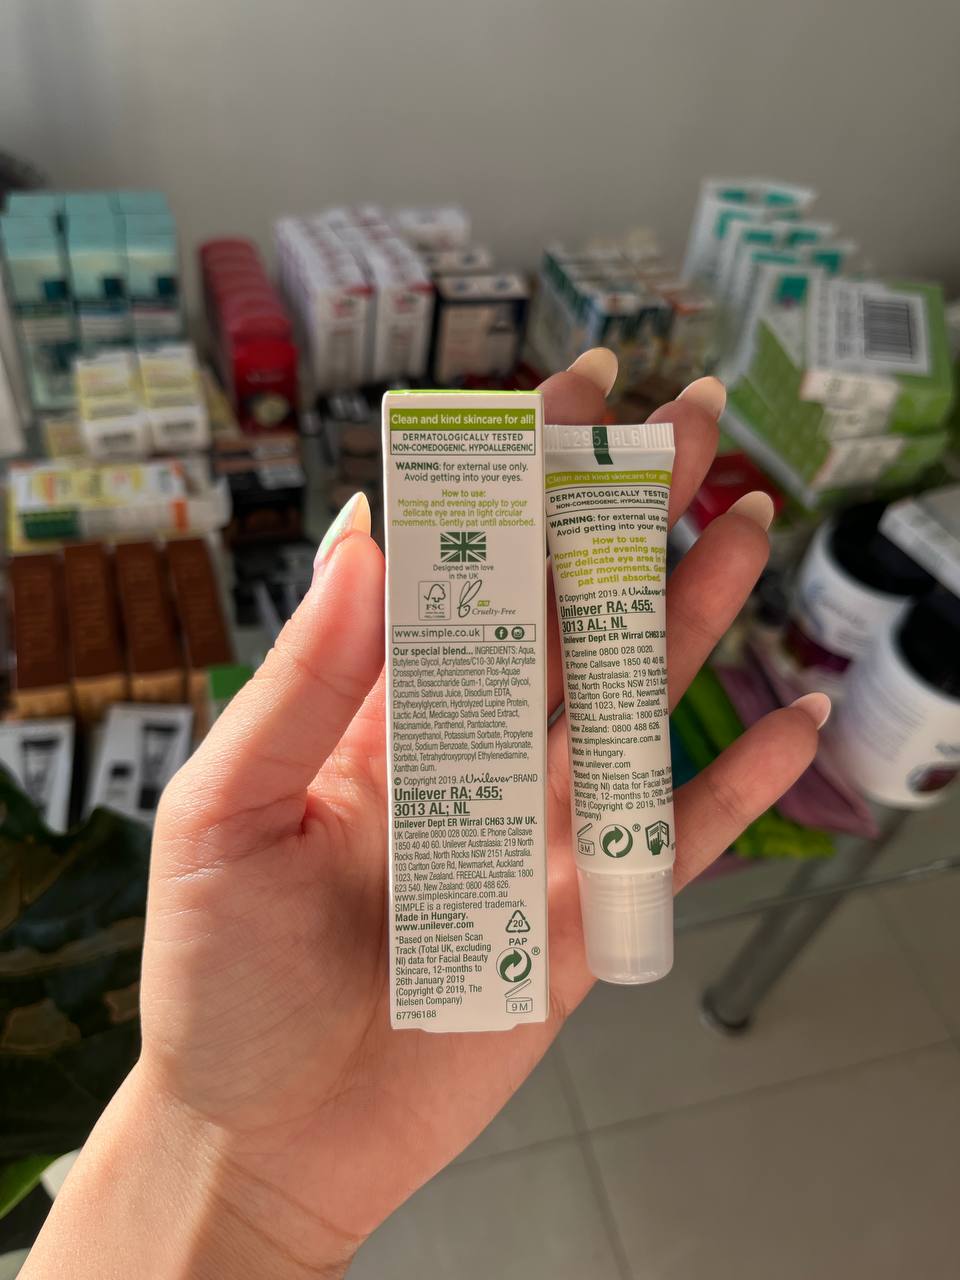 Clean and kind skincare for all!
DERMATOLOGICALLY TESTED
NON-COMEDOGENIC, HYPOALLERGENIC
WARNING: for external use only.
Avoid getting into your eyes.
How to use:
Morning and evening apply to your
delicate eye area in light circular
movements. Gently pat until absorbed.
Designed with love
in the UK
FSC
Cruelty-Free
www.simple.co.uk
Our special blend... INGREDIENTS: Aqua,
Butylene Glycol, Acrylates/C10-30 Alkyl Acrylate
Crosspolymer, Aphanizomenon Flos-Aquae
Extract, Biosaccharide Gum-1, Caprylyl Glycol,
Cucumis Sativus Juice, Disodium EDTA,
Ethylhexylglycerin, Hydrolyzed Lupine Protein,
Lactic Acid, Medicago Sativa Seed Extract,
Niacinamide, Panthenol, Pantolactone,
Phenoxyethanol, Potassium Sorbate, Propylene
Glycol, Sodium Benzoate, Sodium Hyaluronate,
Sorbitol, Tetrahydroxypropyl Ethylenediamine,
Xanthan Gum.
© Copyright 2019. A Unilever BRAND
Unilever RA; 455;
3013 AL; NL
Unilever Dept ER Wirral CH63 3JW UK.
UK Careline 0800 028 0020. IE Phone Callsave
1850 40 40 60. Unilever Australasia: 219 North
Rocks Road, North Rocks NSW 2151 Australia.
103 Carlton Gore Rd, Newmarket, Auckland
1023, New Zealand. FREECALL Australia: 1800
623 540. New Zealand: 0800 488 626.
www.simpleskincare.com.au
SIMPLE is a registered trademark.
Made in Hungary.
www.unilever.com
*Based on Nielsen Scan
Track (Total UK, excluding
NI) data for Facial Beauty
Skincare, 12-months to
26th January 2019
(Copyright © 2019, The
Nielsen Company)
67796188
20
PAP
®
9 M
1295 HLB
Clean and kind skincare for all!
DERMATOLOGICALLY TESTED
NON-COMEDOGENIC, HYPOALLERGENIC
WARNING: for external use only.
Avoid getting into your eyes.
How to use:
Morning and evening apply
your delicate eye area in light
circular movements. Gently
pat until absorbed.
© Copyright 2019. A Unilever
Unilever RA; 455;
3013 AL; NL
Unilever Dept ER Wirral CH63 3JW
UK Careline 0800 028 0020.
IE Phone Callsave 1850 40 40 60.
Unilever Australasia: 219 North
Road, North Rocks NSW 2151
103 Carlton Gore Rd, Newmarket,
Auckland 1023, New Zealand.
FREECALL Australia: 1800 623
New Zealand: 0800 488 626.
www.simpleskincare.com.au
Made in Hungary.
www.unilever.com
*Based on Nielsen Scan Track
excluding NI) data for Facial Beauty
Skincare, 12-months to 26th
2019 (Copyright © 2019, The Nielsen
Company)
9 M
®